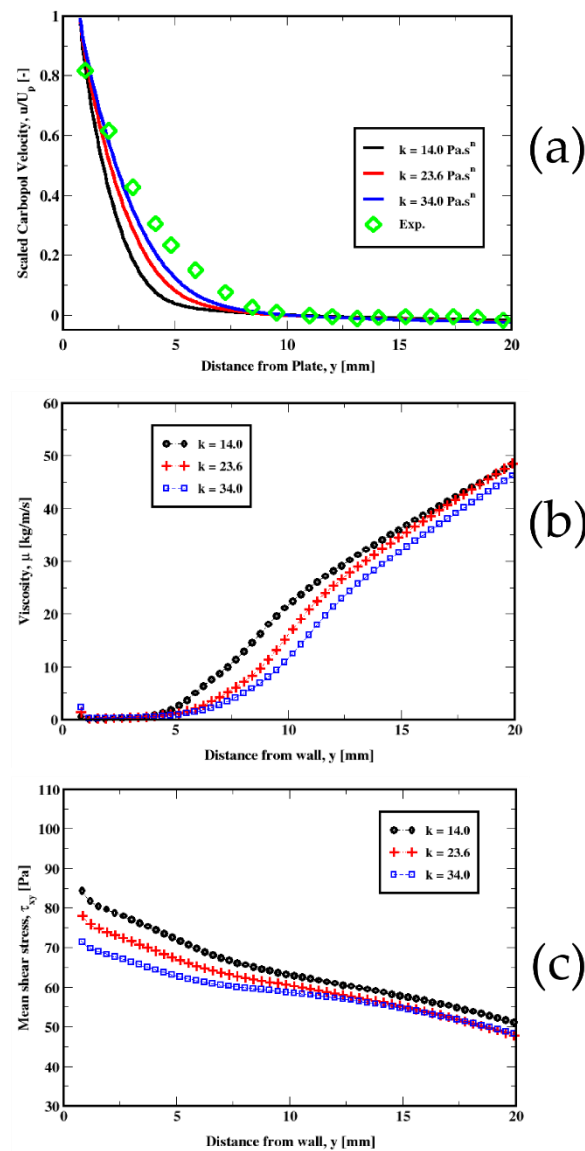 Scaled Carbopol Velocity, u/U_p [-]
1
0.8
0.6
0.4
0.2
0
k = 14.0 Pa.s^n
k = 23.6 Pa.s^n
k = 34.0 Pa.s^n
Exp.
(a)
0 5 10 15 20
Distance from Plate, y [mm]
Viscosity, μ [kg/m/s]
60
50
40
30
20
10
0
k = 14.0
k = 23.6
k = 34.0
(b)
0 5 10 15 20
Distance from wall, y [mm]
Mean shear stress, τ_xy [Pa]
110
100
90
80
70
60
50
40
30
k = 14.0
k = 23.6
k = 34.0
(c)
0 5 10 15 20
Distance from wall, y [mm]